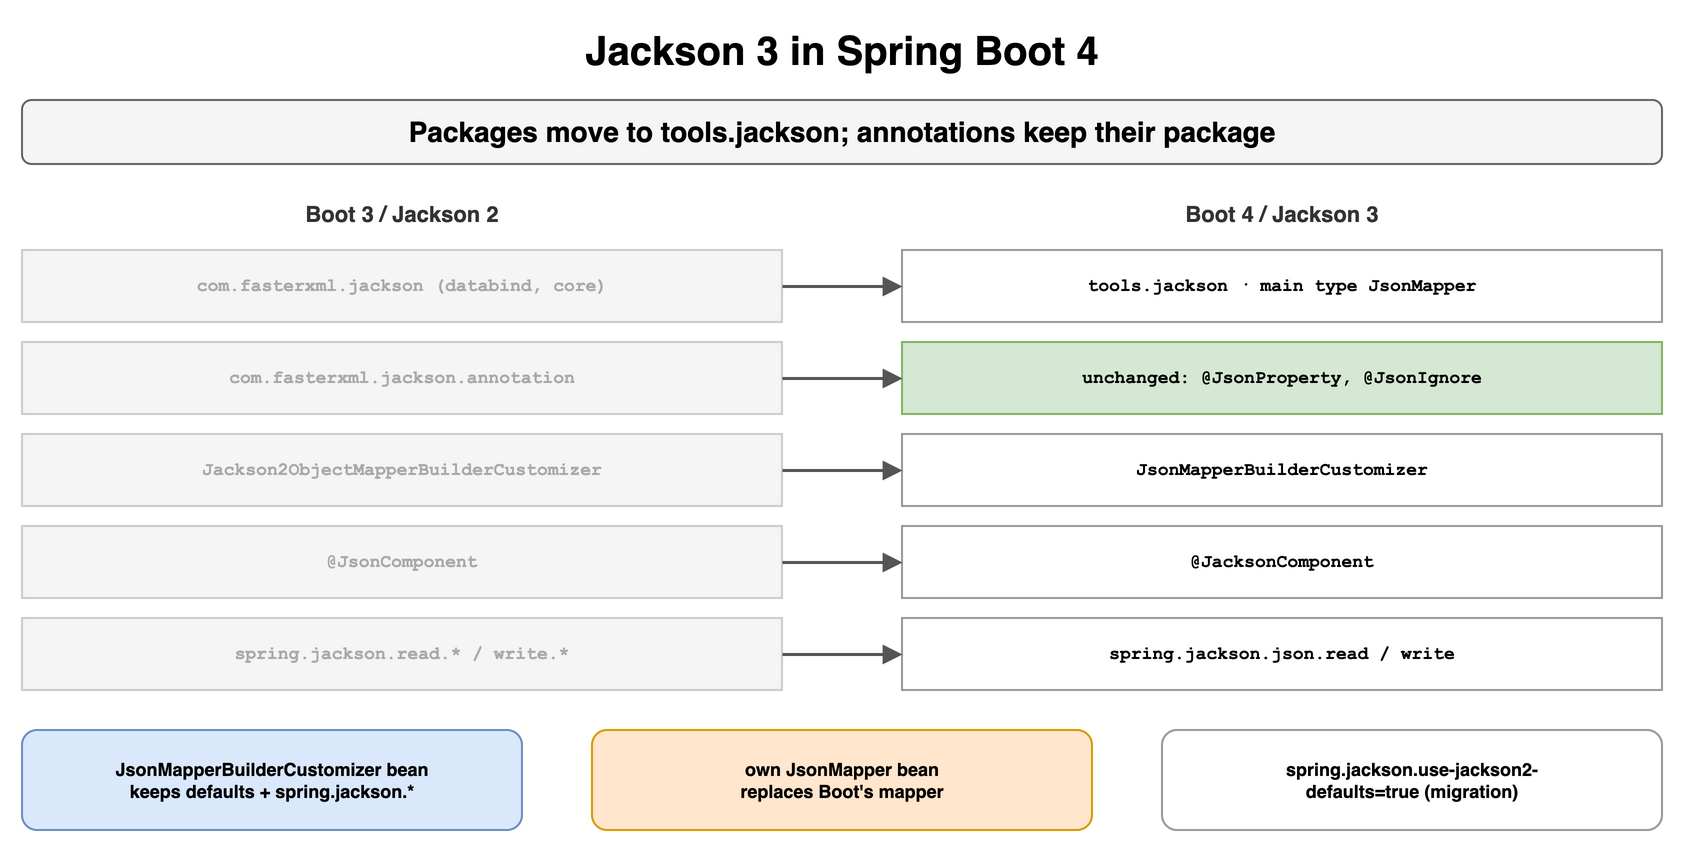 Jackson 3 in Spring Boot 4
Packages move to tools.jackson; annotations keep their package
Boot 3 / Jackson 2
Boot 4 / Jackson 3
com.fasterxml.jackson (databind, core)
tools.jackson · main type JsonMapper
com.fasterxml.jackson.annotation
unchanged: @JsonProperty, @JsonIgnore
Jackson2ObjectMapperBuilderCustomizer
JsonMapperBuilderCustomizer
@JsonComponent
@JacksonComponent
spring.jackson.read.* / write.*
spring.jackson.json.read / write
JsonMapperBuilderCustomizer bean
keeps defaults + spring.jackson.*
own JsonMapper bean
replaces Boot's mapper
spring.jackson.use-jackson2-
defaults=true (migration)